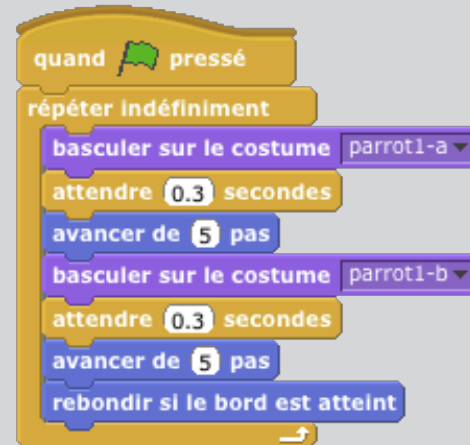 quand pressé
répéter indéfiniment
basculer sur le costume parrot1-a
attendre 0.3 secondes
avancer de 5 pas
basculer sur le costume parrot1-b
attendre 0.3 secondes
avancer de 5 pas
rebondir si le bord est atteint